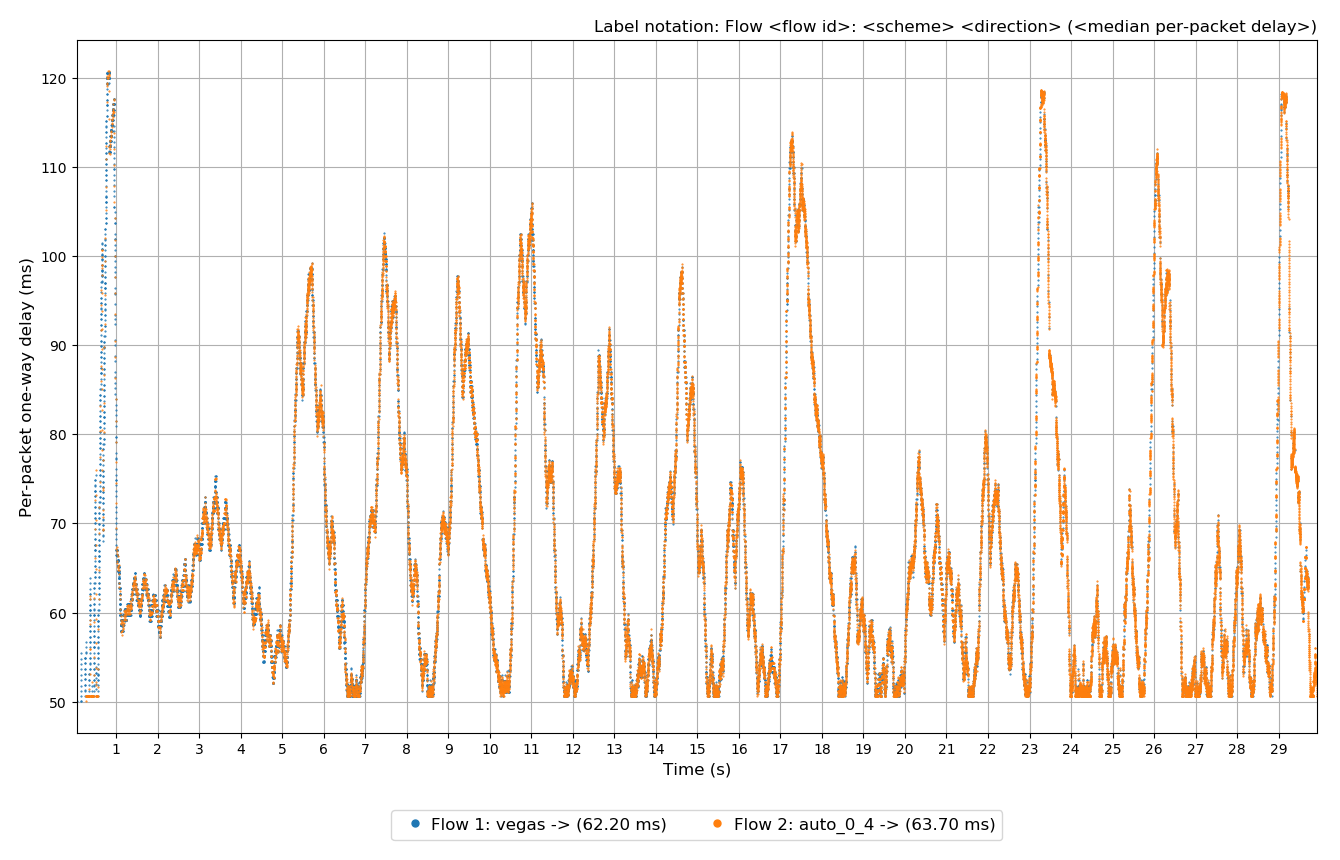 Label notation: Flow <flow id>: <scheme> <direction> (<median per-packet delay>)
120
110
100
90
80
70
60
50
Per-packet one-way delay (ms)
1 2 3 4 5 6 7 8 9 10 11 12 13 14 15 16 17 18 19 20 21 22 23 24 25 26 27 28 29
Time (s)
Flow 1: vegas -> (62.20 ms) Flow 2: auto_0_4 -> (63.70 ms)